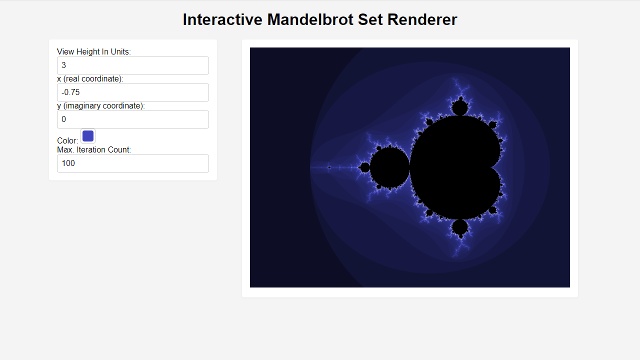 Interactive Mandelbrot Set Renderer
View Height In Units:
3
x (real coordinate):
-0.75
y (imaginary coordinate):
0
Color:
Max. Iteration Count:
100